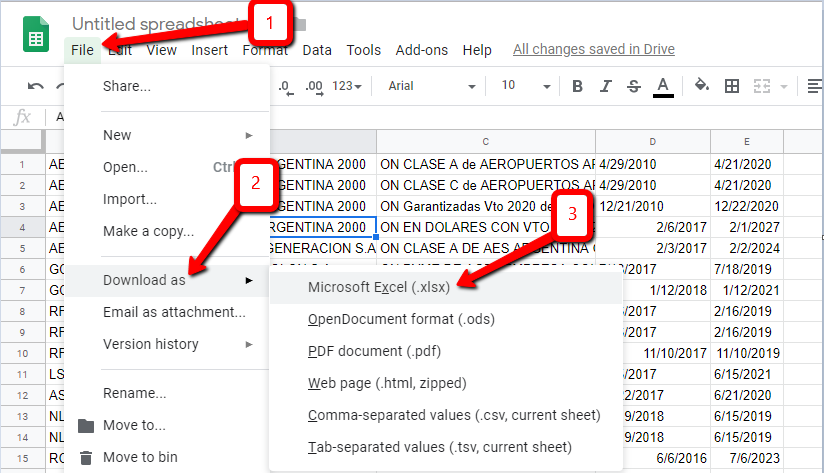 Untitled spreadsheet
1
File Edit View Insert Format Data Tools Add-ons Help All changes saved in Drive
.0 .00 123 Arial 10 B I S A
fx A
Share...
New
Open... Ctrl
Import...
Make a copy...
Download as
Email as attachment...
Version history
Rename...
Move to...
Move to bin
2
3
Microsoft Excel (.xlsx)
OpenDocument format (.ods)
PDF document (.pdf)
Web page (.html, zipped)
Comma-separated values (.csv, current sheet)
Tab-separated values (.tsv, current sheet)
C D E
1 AE GENTINA 2000 ON CLASE A de AEROPUERTOS AR 4/29/2010 4/21/2020
2 AE GENTINA 2000 ON CLASE C de AEROPUERTOS AR 4/29/2010 4/21/2020
3 AE RGENTINA 2000 ON Garantizadas Vto 2020 de 12/21/2010 12/22/2020
4 AE RGENTINA 2000 ON EN DOLARES CON VTO 2/6/2017 2/1/2027
5 AE GENERACION S.A ON CLASE A DE AES ARGENTINA 2/3/2017 2/2/2024
6 GC 2017 7/18/2019
7 GC 1/12/2018 1/12/2021
8 RF 2017 2/16/2019
9 RF 2017 2/16/2019
10 RF 11/10/2017 11/10/2019
11 LS 2017 6/15/2021
12 AS 2017 6/21/2020
13 NL 9/2018 6/15/2019
14 NL 9/2018 6/15/2019
15 RC 6/6/2016 7/6/2023